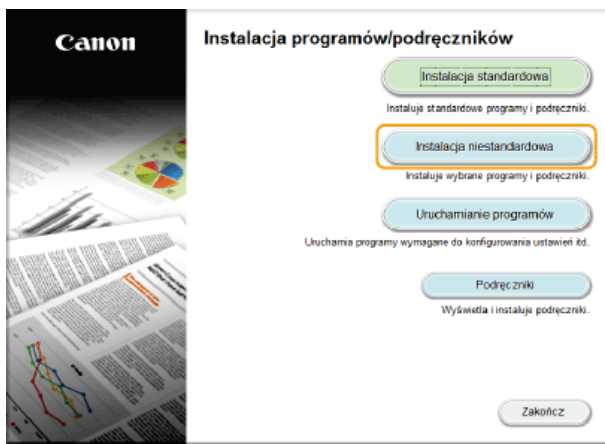 Canon
Instalacja programów/podręczników
Instalacja standardowa
Instaluje standardowe programy i podręczniki.
Instalacja niestandardowa
Instaluje wybrane programy i podręczniki.
Uruchamianie programów
Uruchamia programy wymagane do konfigurowania ustawień itd.
Podręczniki
Wyświetla i instaluje podręczniki.
Zakończ